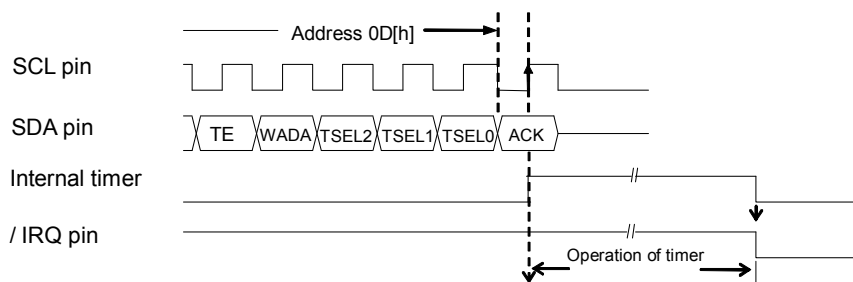 Address 0D[h]
SCL pin
SDA pin
TE WADA TSEL2 TSEL1 TSEL0 ACK
Internal timer
/ IRQ pin
Operation of timer